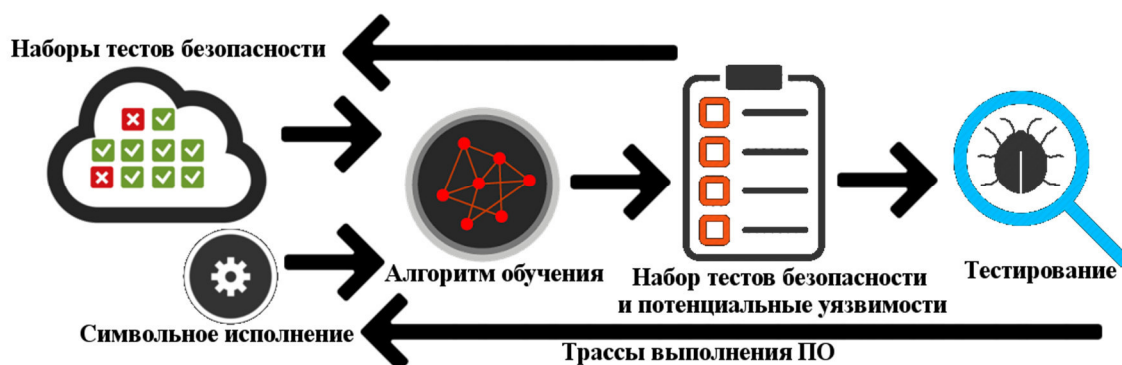 Наборы тестов безопасности
Алгоритм обучения
Набор тестов безопасности
и потенциальные уязвимости
Тестирование
Символьное исполнение
Трассы выполнения ПО